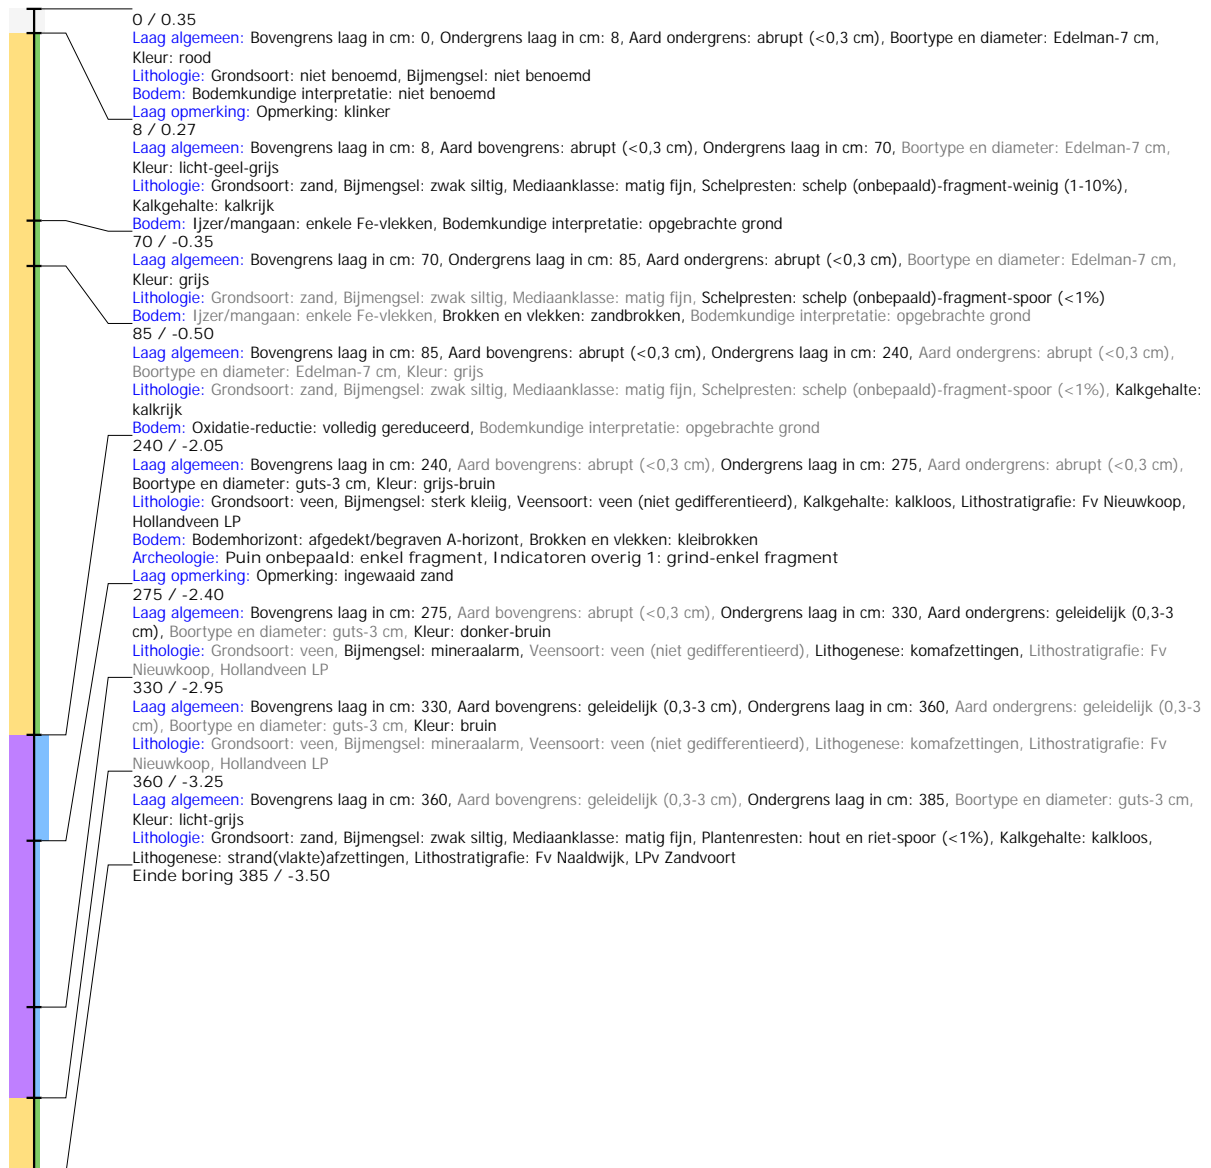 0 / 0.35
Laag algemeen: Bovengrens laag in cm: 0, Ondergrens laag in cm: 8, Aard ondergrens: abrupt (<0,3 cm), Boortype en diameter: Edelman-7 cm,
Kleur: rood
Lithologie: Grondsoort: niet benoemd, Bijmengsel: niet benoemd
Bodem: Bodemkundige interpretatie: niet benoemd
Laag opmerking: Opmerking: klinker
8 / 0.27
Laag algemeen: Bovengrens laag in cm: 8, Aard bovengrens: abrupt (<0,3 cm), Ondergrens laag in cm: 70, Boortype en diameter: Edelman-7 cm,
Kleur: licht-geel-grijs
Lithologie: Grondsoort: zand, Bijmengsel: zwak siltig, Mediaanklasse: matig fijn, Schelpresten: schelp (onbepaald)-fragment-weinig (1-10%),
Kalkgehalte: kalkrijk
Bodem: Ijzer/mangaan: enkele Fe-vlekken, Bodemkundige interpretatie: opgebrachte grond
70 / -0.35
Laag algemeen: Bovengrens laag in cm: 70, Ondergrens laag in cm: 85, Aard ondergrens: abrupt (<0,3 cm), Boortype en diameter: Edelman-7 cm,
Kleur: grijs
Lithologie: Grondsoort: zand, Bijmengsel: zwak siltig, Mediaanklasse: matig fijn, Schelpresten: schelp (onbepaald)-fragment-spoor (<1%)
Bodem: Ijzer/mangaan: enkele Fe-vlekken, Brokken en vlekken: zandbrokken, Bodemkundige interpretatie: opgebrachte grond
85 / -0.50
Laag algemeen: Bovengrens laag in cm: 85, Aard bovengrens: abrupt (<0,3 cm), Ondergrens laag in cm: 240, Aard ondergrens: abrupt (<0,3 cm),
Boortype en diameter: Edelman-7 cm, Kleur: grijs
Lithologie: Grondsoort: zand, Bijmengsel: zwak siltig, Mediaanklasse: matig fijn, Schelpresten: schelp (onbepaald)-fragment-spoor (<1%), Kalkgehalte:
kalkrijk
Bodem: Oxidatie-reductie: volledig gereduceerd, Bodemkundige interpretatie: opgebrachte grond
240 / -2.05
Laag algemeen: Bovengrens laag in cm: 240, Aard bovengrens: abrupt (<0,3 cm), Ondergrens laag in cm: 275, Aard ondergrens: abrupt (<0,3 cm),
Boortype en diameter: guts-3 cm, Kleur: grijs-bruin
Lithologie: Grondsoort: veen, Bijmengsel: sterk kleiig, Veensoort: veen (niet gedifferentieerd), Kalkgehalte: kalkloos, Lithostratigrafie: Fv Nieuwkoop,
Hollandveen LP
Bodem: Bodemhorizont: afgedekt/begraven A-horizont, Brokken en vlekken: kleibrokken
Archeologie: Puin onbepaald: enkel fragment, Indicatoren overig 1: grind-enkel fragment
Laag opmerking: Opmerking: ingewaaid zand
275 / -2.40
Laag algemeen: Bovengrens laag in cm: 275, Aard bovengrens: abrupt (<0,3 cm), Ondergrens laag in cm: 330, Aard ondergrens: geleidelijk (0,3-3
cm), Boortype en diameter: guts-3 cm, Kleur: donker-bruin
Lithologie: Grondsoort: veen, Bijmengsel: mineraalarm, Veensoort: veen (niet gedifferentieerd), Lithogenese: komafzettingen, Lithostratigrafie: Fv
Nieuwkoop, Hollandveen LP
330 / -2.95
Laag algemeen: Bovengrens laag in cm: 330, Aard bovengrens: geleidelijk (0,3-3 cm), Ondergrens laag in cm: 360, Aard ondergrens: geleidelijk (0,3-3
cm), Boortype en diameter: guts-3 cm, Kleur: bruin
Lithologie: Grondsoort: veen, Bijmengsel: mineraalarm, Veensoort: veen (niet gedifferentieerd), Lithogenese: komafzettingen, Lithostratigrafie: Fv
Nieuwkoop, Hollandveen LP
360 / -3.25
Laag algemeen: Bovengrens laag in cm: 360, Aard bovengrens: geleidelijk (0,3-3 cm), Ondergrens laag in cm: 385, Boortype en diameter: guts-3 cm,
Kleur: licht-grijs
Lithologie: Grondsoort: zand, Bijmengsel: zwak siltig, Mediaanklasse: matig fijn, Plantenresten: hout en riet-spoor (<1%), Kalkgehalte: kalkloos,
Lithogenese: strand(vlakte)afzettingen, Lithostratigrafie: Fv Naaldwijk, LPv Zandvoort
Einde boring 385 / -3.50